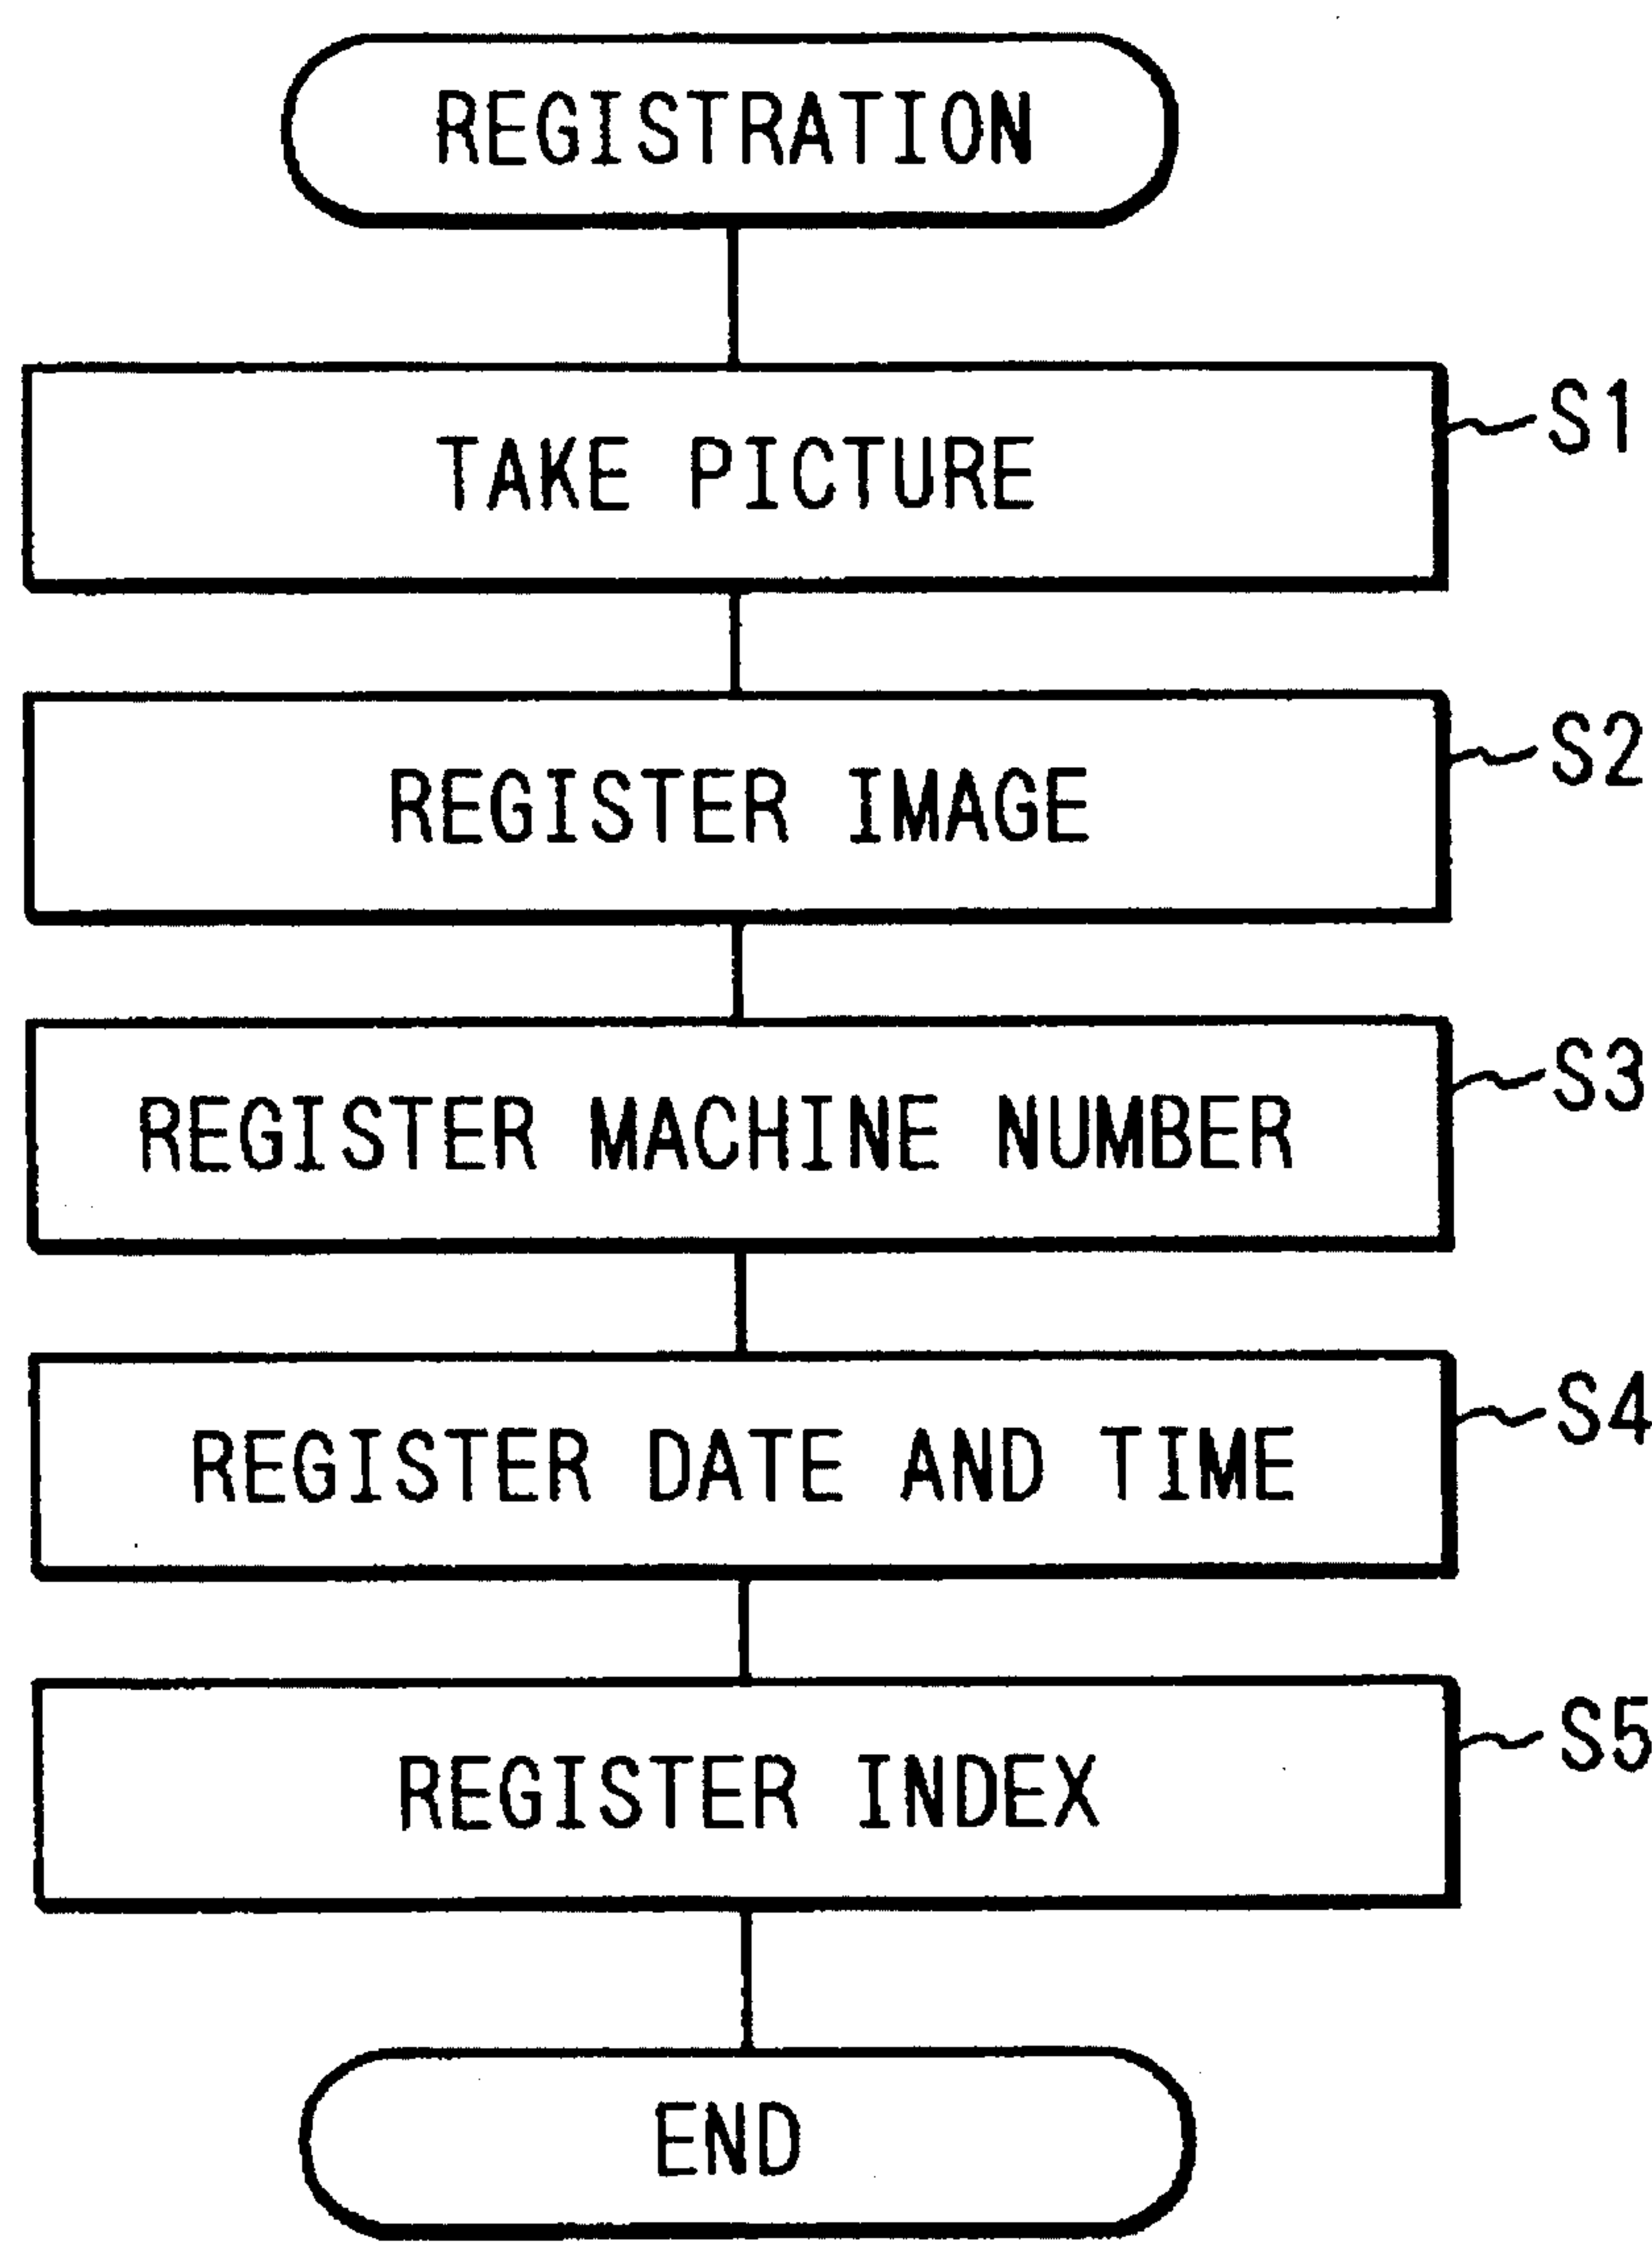 REGISTRATION
TAKE PICTURE
S1
REGISTER IMAGE
S2
REGISTER MACHINE NUMBER
S3
REGISTER DATE AND TIME
S4
REGISTER INDEX
S5
END